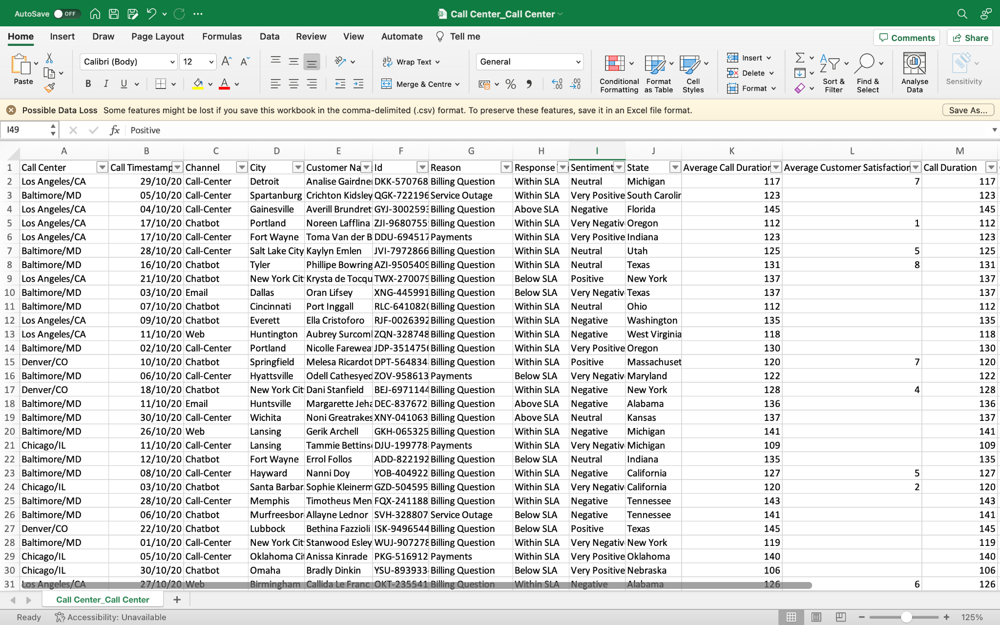 AutoSave OFF Call Center_Call Center
Home Insert Draw Page Layout Formulas Data Review View Automate Tell me Comments Share
Paste Calibri (Body) 12 A A Wrap Text General Insert
B I U A Merge & Centre % Conditional Formatting Format as Table Cell Styles Delete Format Sort & Filter Find & Select Analyse Data Sensitivity
Possible Data Loss Some features might be lost if you save this workbook in the comma-delimited (.csv) format. To preserve these features, save it in an Excel file format. Save As...
I49 fx Positive
A B C D E F G H I J K L M
1 Call Center Call Timestamp Channel City Customer Na Id Reason Response Sentiment State Average Call Duration Average Customer Satisfaction Call Duration
2 Los Angeles/CA 29/10/20 Call-Center Detroit Analise Gairdne DKK-570768 Billing Question Within SLA Neutral Michigan 117 7 117
3 Baltimore/MD 05/10/20 Call-Center Spartanburg Crichton Kidsley QGK-722196 Service Outage Within SLA Very Positive South Carolin 123 123
4 Los Angeles/CA 04/10/20 Call-Center Gainesville Averill Brundret GYJ-3002593 Billing Question Above SLA Negative Florida 145 145
5 Los Angeles/CA 17/10/20 Chatbot Portland Noreen Lafflina ZJI-9680755 Billing Question Within SLA Very Negativ Oregon 112 1 112
6 Los Angeles/CA 17/10/20 Call-Center Fort Wayne Toma Van der B DDU-694517 Payments Within SLA Very Positive Indiana 123 123
7 Baltimore/MD 28/10/20 Call-Center Salt Lake City Kaylyn Emlen JVI-7972866 Billing Question Within SLA Neutral Utah 125 5 125
8 Baltimore/MD 16/10/20 Chatbot Tyler Phillipe Bowring AZI-9505409 Billing Question Within SLA Neutral Texas 131 8 131
9 Los Angeles/CA 21/10/20 Chatbot New York Cit Krysta de Tocqu TWX-270079 Billing Question Below SLA Positive New York 137 137
10 Baltimore/MD 03/10/20 Email Dallas Oran Lifsey XNG-445991 Billing Question Below SLA Very Negativ Texas 137 137
11 Baltimore/MD 07/10/20 Chatbot Cincinnati Port Inggall RLC-6410820 Billing Question Within SLA Neutral Ohio 112 112
12 Los Angeles/CA 09/10/20 Chatbot Everett Ella Cristoforo RJF-0026392 Billing Question Within SLA Negative Washington 135 135
13 Los Angeles/CA 11/10/20 Web Huntington Aubrey Surcom ZQN-328748 Billing Question Within SLA Negative West Virginia 118 118
14 Baltimore/MD 02/10/20 Call-Center Portland Nicolle Farewea JDP-3514756 Billing Question Within SLA Very Positive Oregon 130 130
15 Denver/CO 10/10/20 Chatbot Springfield Melesa Ricardot DPT-564834 Billing Question Within SLA Positive Massachuset 120 7 120
16 Baltimore/MD 06/10/20 Call-Center Hyattsville Odell Cathesyed ZOV-958613 Payments Below SLA Very Negativ Maryland 122 122
17 Denver/CO 18/10/20 Chatbot New York Cit Dani Stanfield BEJ-6971144 Billing Question Within SLA Negative New York 128 4 128
18 Baltimore/MD 11/10/20 Email Huntsville Margarette Jeha DEC-837672 Billing Question Above SLA Negative Alabama 136 136
19 Baltimore/MD 30/10/20 Call-Center Wichita Noni Greatrakes XNY-041063 Billing Question Above SLA Neutral Kansas 137 137
20 Baltimore/MD 26/10/20 Web Lansing Gerik Archell GKH-065325 Billing Question Within SLA Negative Michigan 141 141
21 Chicago/IL 11/10/20 Call-Center Lansing Tammie Bettins DJU-199778 Payments Within SLA Very Negativ Michigan 109 109
22 Baltimore/MD 12/10/20 Chatbot Fort Wayne Errol Follos ADD-822192 Billing Question Below SLA Neutral Indiana 135 135
23 Baltimore/MD 08/10/20 Call-Center Hayward Nanni Doy YOB-404922 Billing Question Within SLA Negative California 127 5 127
24 Chicago/IL 03/10/20 Chatbot Santa Barbar Sophie Kleinerm GZD-504595 Billing Question Within SLA Very Negativ California 120 2 120
25 Baltimore/MD 28/10/20 Call-Center Memphis Timotheus Men FQX-241188 Billing Question Within SLA Negative Tennessee 143 143
26 Baltimore/MD 06/10/20 Chatbot Murfreesbor Allayne Lednor SVH-328807 Service Outage Below SLA Negative Tennessee 141 141
27 Denver/CO 22/10/20 Chatbot Lubbock Bethina Fazzioli ISK-9496544 Billing Question Below SLA Positive Texas 145 145
28 Baltimore/MD 01/10/20 Call-Center New York Cit Stanwood Esley WUJ-907278 Billing Question Within SLA Very Negativ New York 119 119
29 Chicago/IL 05/10/20 Call-Center Oklahoma Cit Anissa Kinrade PKG-516912 Payments Within SLA Very Positive Oklahoma 140 140
30 Chicago/IL 30/10/20 Chatbot Omaha Bradly Dinkin YSU-893933 Billing Question Below SLA Very Positive Nebraska 106 106
31 Los Angeles/CA 27/10/20 Web Birmingham Callida Le Franc OKT-235541 Billing Question Within SLA Negative Alabama 126 6 126
Call Center_Call Center +
Ready Accessibility: Unavailable 125%